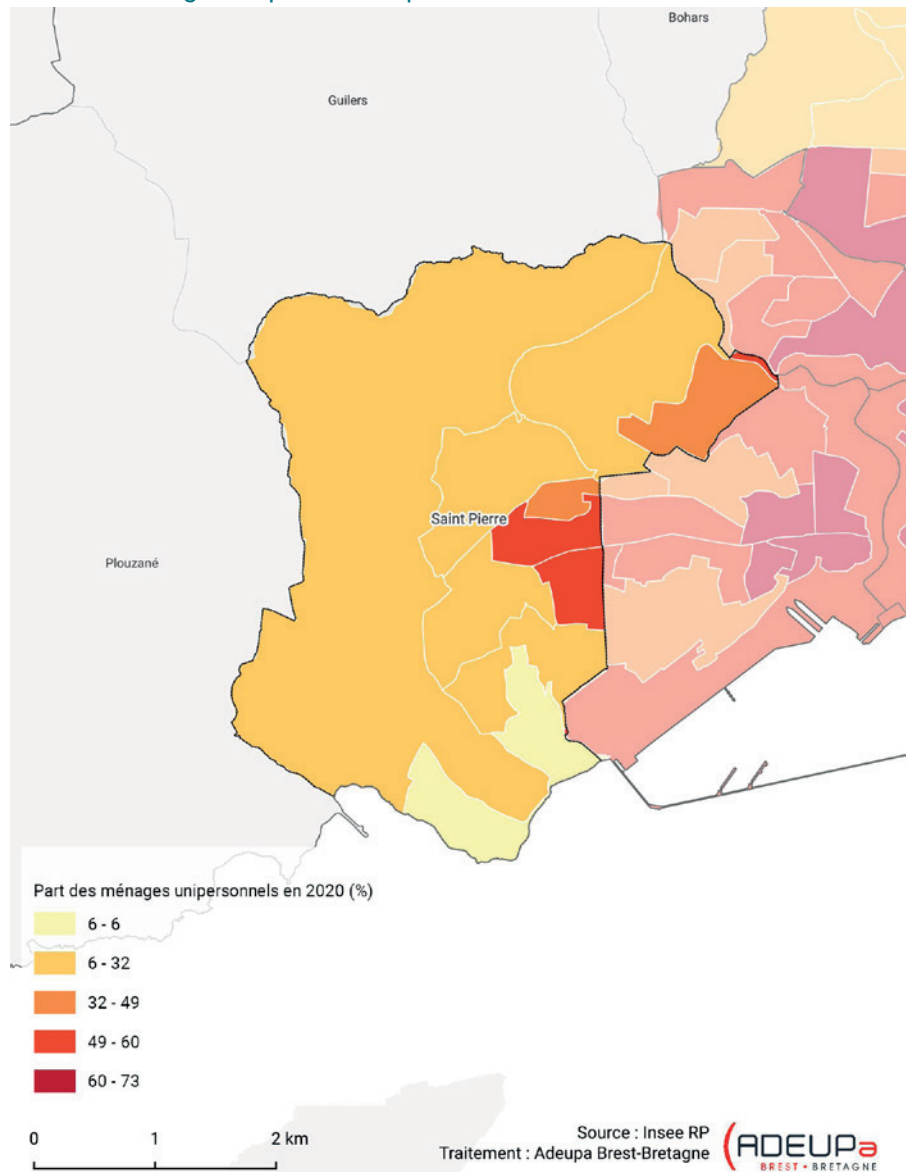 Bohars
Guilers
Saint Pierre
Plouzané
Part des ménages unipersonnels en 2020 (%)
6 - 6
6 - 32
32 - 49
49 - 60
60 - 73
0 1 2 km
Source : Insee RP
Traitement : Adeupa Brest-Bretagne
ADEUPa
BREST • BRETAGNE